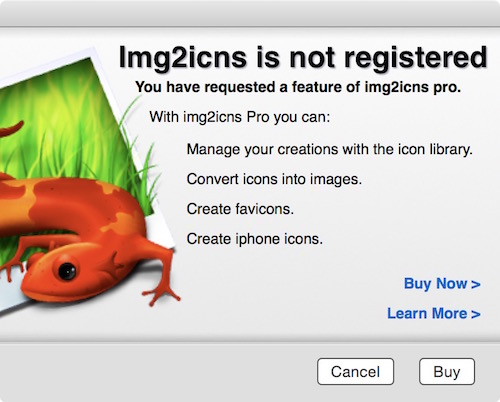 Img2icns is not registered
You have requested a feature of img2icns pro.
With img2icns Pro you can:
Manage your creations with the icon library.
Convert icons into images.
Create favicons.
Create iphone icons.
Buy Now >
Learn More >
Cancel Buy